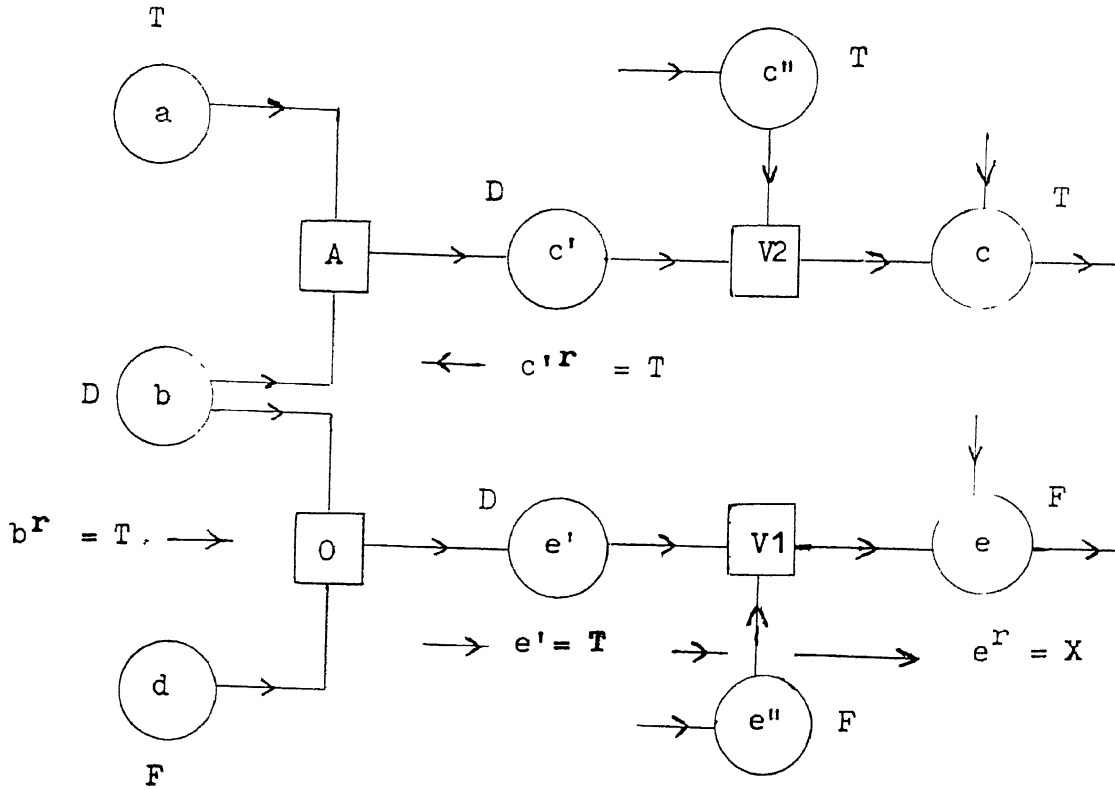 T
c" T
a
D T
A c' V2 c
c'r = T
D b
D F
br = T.
O e' V1 e
e' = T er = X
d
e" F
F